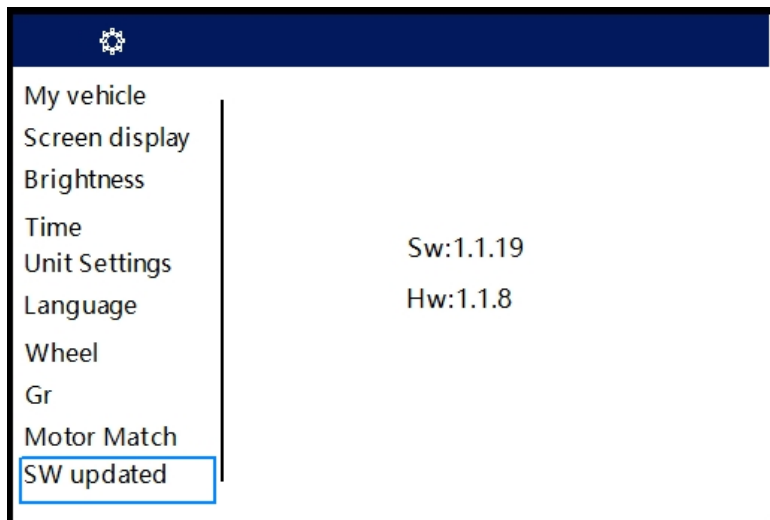 My vehicle
Screen display
Brightness
Time
Unit Settings
Language
Wheel
Gr
Motor Match
SW updated
Sw:1.1.19
Hw:1.1.8